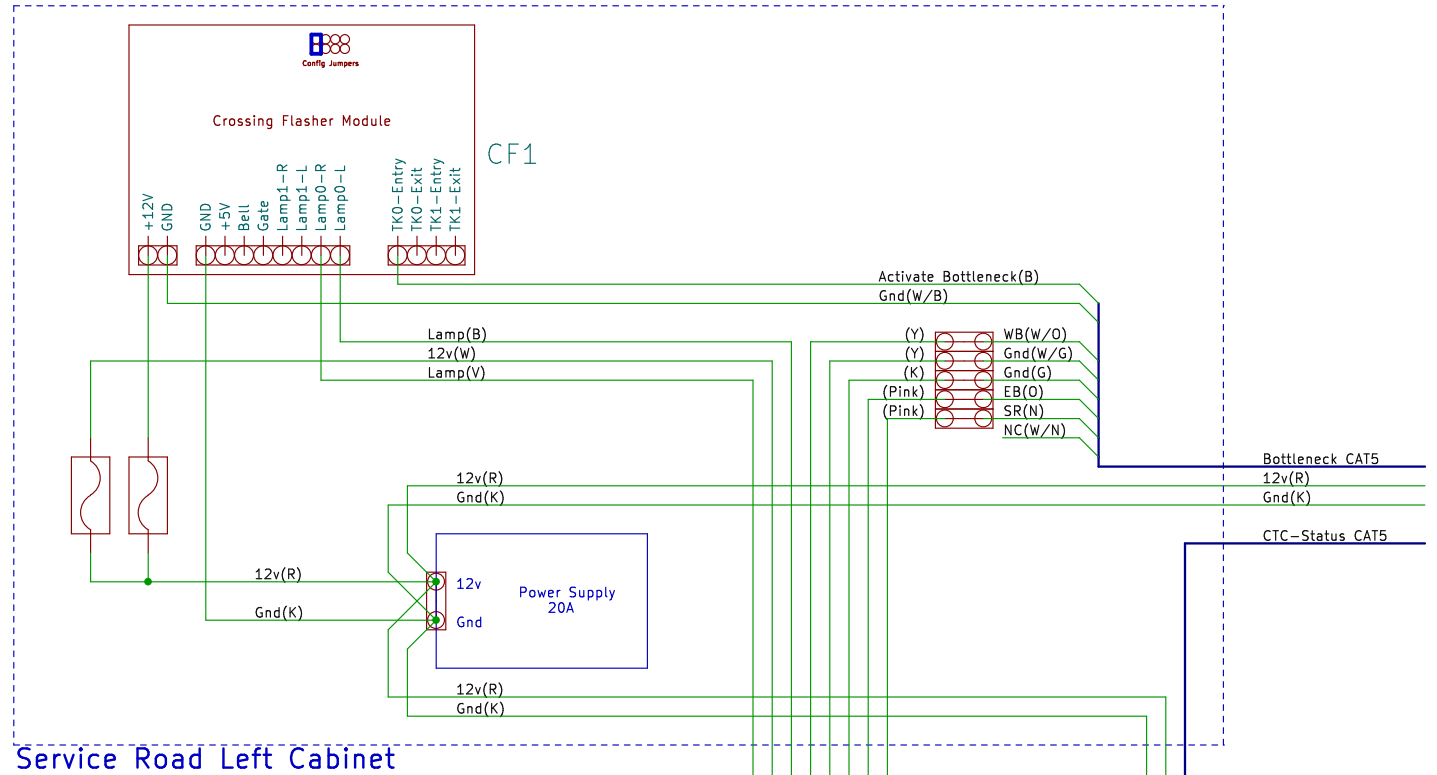 Config Jumpers
Crossing Flasher Module
CF1
+12V
GND
GND
+5V
Bell
Gate
Lamp1-R
Lamp1-L
Lamp0-R
Lamp0-L
TK0-Entry
TK0-Exit
TK1-Entry
TK1-Exit
Activate Bottleneck(B)
Gnd(W/B)
Lamp(B)
12v(W)
Lamp(V)
(Y) WB(W/O)
(Y) Gnd(W/G)
(K) Gnd(G)
(Pink) EB(O)
(Pink) SR(N)
NC(W/N)
Bottleneck CAT5
12v(R) 12v(R)
Gnd(K) Gnd(K)
CTC-Status CAT5
12v(R)
12v
Power Supply
20A
Gnd(K)
Gnd
12v(R)
Gnd(K)
Service Road Left Cabinet